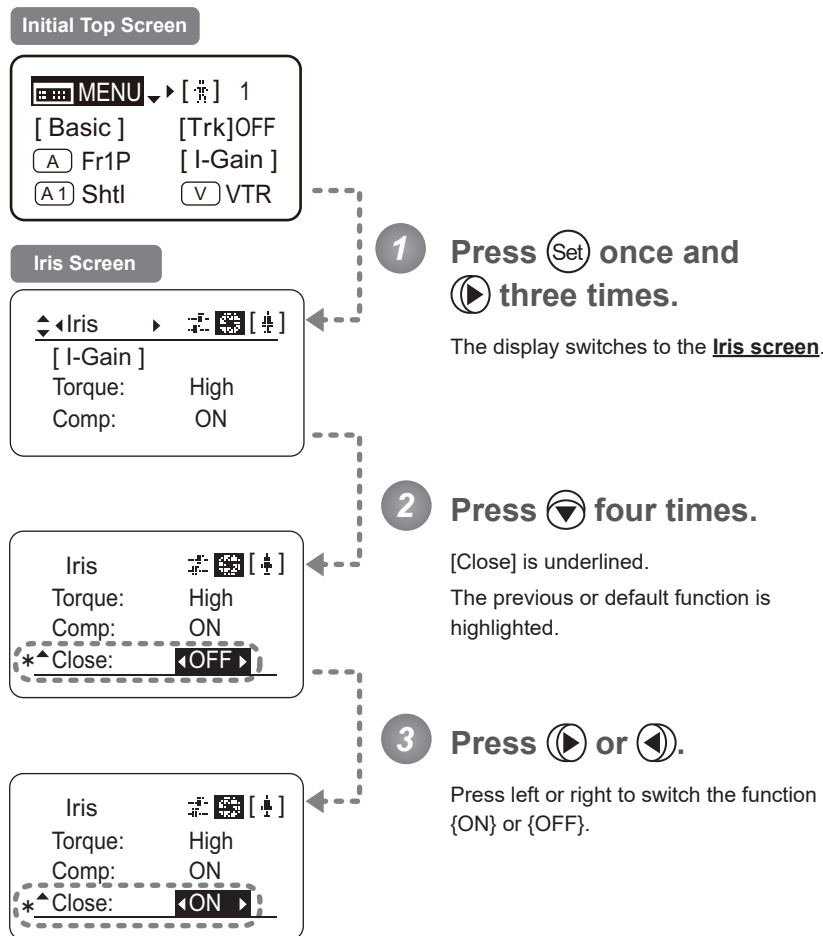 Initial Top Screen
MENU [ ] 1
[ Basic ] [Trk]OFF
A Fr1P [ I-Gain ]
A1 Shtl V VTR
1 Press Set once and
three times.
The display switches to the Iris screen.
Iris Screen
Iris [ ]
[ I-Gain ]
Torque: High
Comp: ON
2 Press four times.
[Close] is underlined.
The previous or default function is
highlighted.
Iris [ ]
Torque: High
Comp: ON
* Close: OFF
3 Press or .
Press left or right to switch the function
{ON} or {OFF}.
Iris [ ]
Torque: High
Comp: ON
* Close: ON